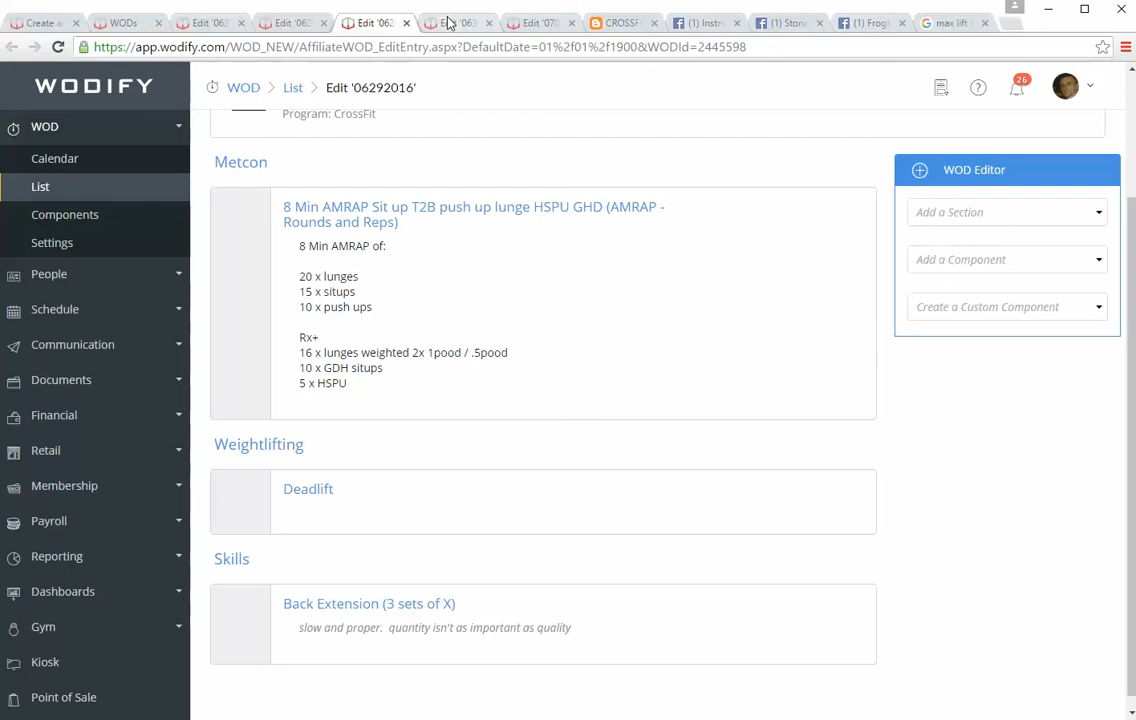 Create a
WODs
Edit '062
Edit '062
Edit '062
Edit '063
Edit '070
CROSSF
(1) Instru
(1) Ston
(1) Frog
max lift
https://app.wodify.com/WOD_NEW/AffiliateWOD_EditEntry.aspx?DefaultDate=01%2f01%2f1900&WODId=2445598
WODIFY
WOD
List
Edit '06292016'
26
WOD
Calendar
List
Components
Settings
People
Schedule
Communication
Documents
Financial
Retail
Membership
Payroll
Reporting
Dashboards
Gym
Kiosk
Point of Sale
Program: CrossFit
Metcon
8 Min AMRAP Sit up T2B push up lunge HSPU GHD (AMRAP -
Rounds and Reps)
8 Min AMRAP of:
20 x lunges
15 x situps
10 x push ups
Rx+
16 x lunges weighted 2x 1pood / .5pood
10 x GDH situps
5 x HSPU
Weightlifting
Deadlift
Skills
Back Extension (3 sets of X)
slow and proper. quantity isn't as important as quality
WOD Editor
Add a Section
Add a Component
Create a Custom Component